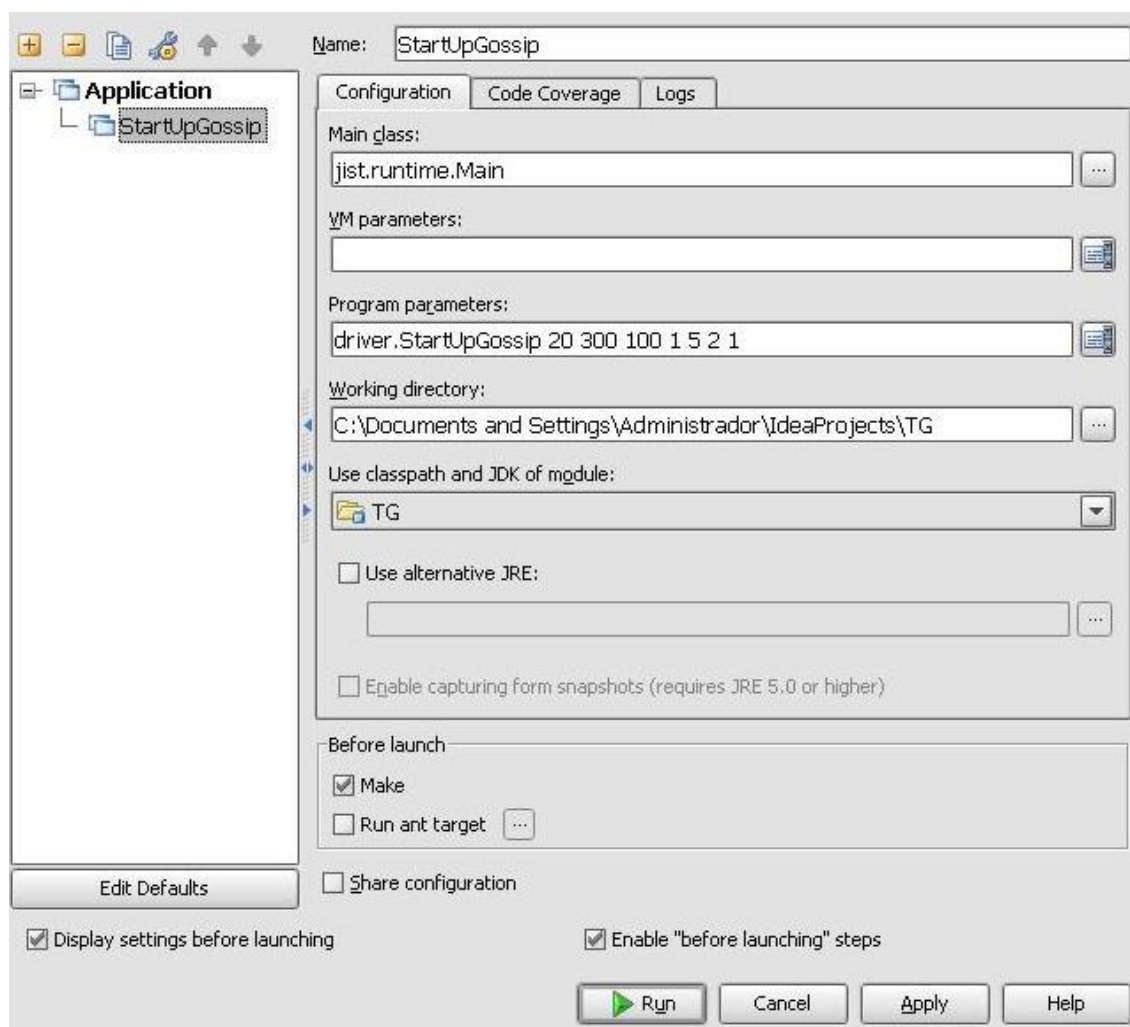 Name: StartUpGossip
Application
StartUpGossip
Configuration Code Coverage Logs
Main class:
jist.runtime.Main
...
VM parameters:
Program parameters:
driver.StartUpGossip 20 300 100 1 5 2 1
Working directory:
C:\Documents and Settings\Administrador\IdeaProjects\TG
...
Use classpath and JDK of module:
TG
Use alternative JRE:
...
Enable capturing form snapshots (requires JRE 5.0 or higher)
Before launch
Make
Run ant target ...
Edit Defaults
Share configuration
Display settings before launching
Enable "before launching" steps
Run Cancel Apply Help